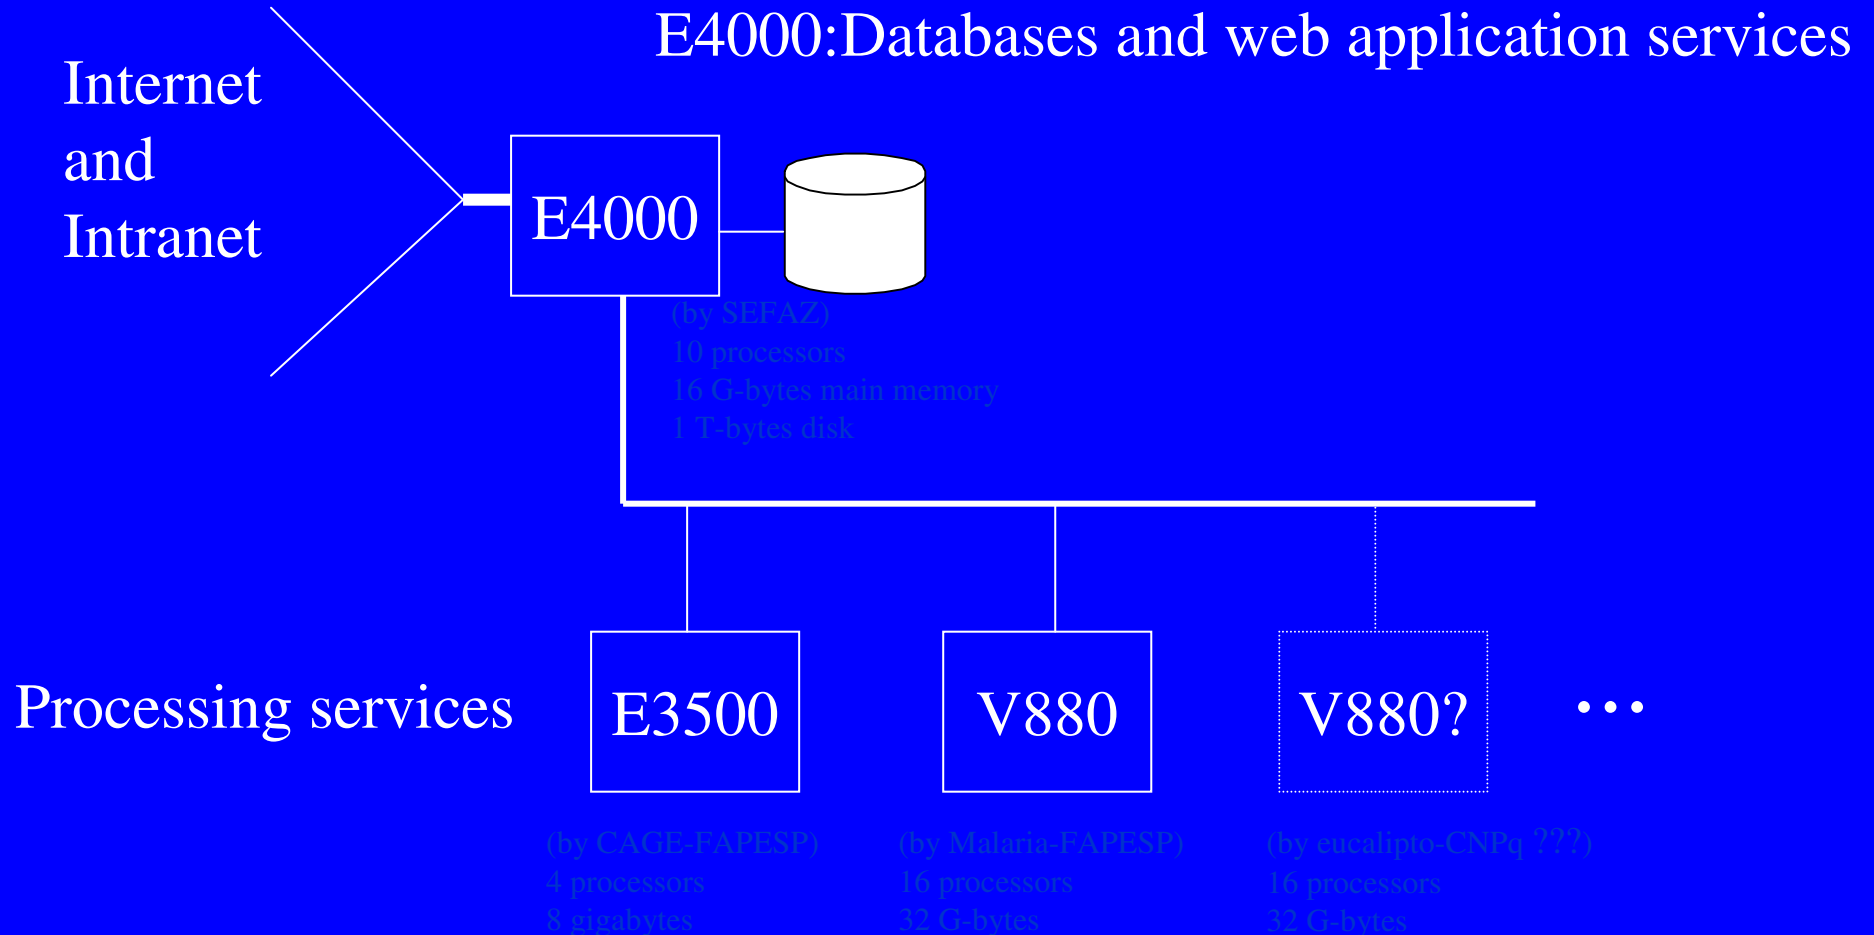 E4000:Databases and web application services
Internet
and
Intranet
E4000
(by SEFAZ)
10 processors
16 G-bytes main memory
1 T-bytes disk
Processing services
E3500
V880
V880?
...
(by CAGE-FAPESP)
4 processors
8 gigabytes
(by Malaria-FAPESP)
16 processors
32 G-bytes
(by eucalipto-CNPq ???)
16 processors
32 G-bytes